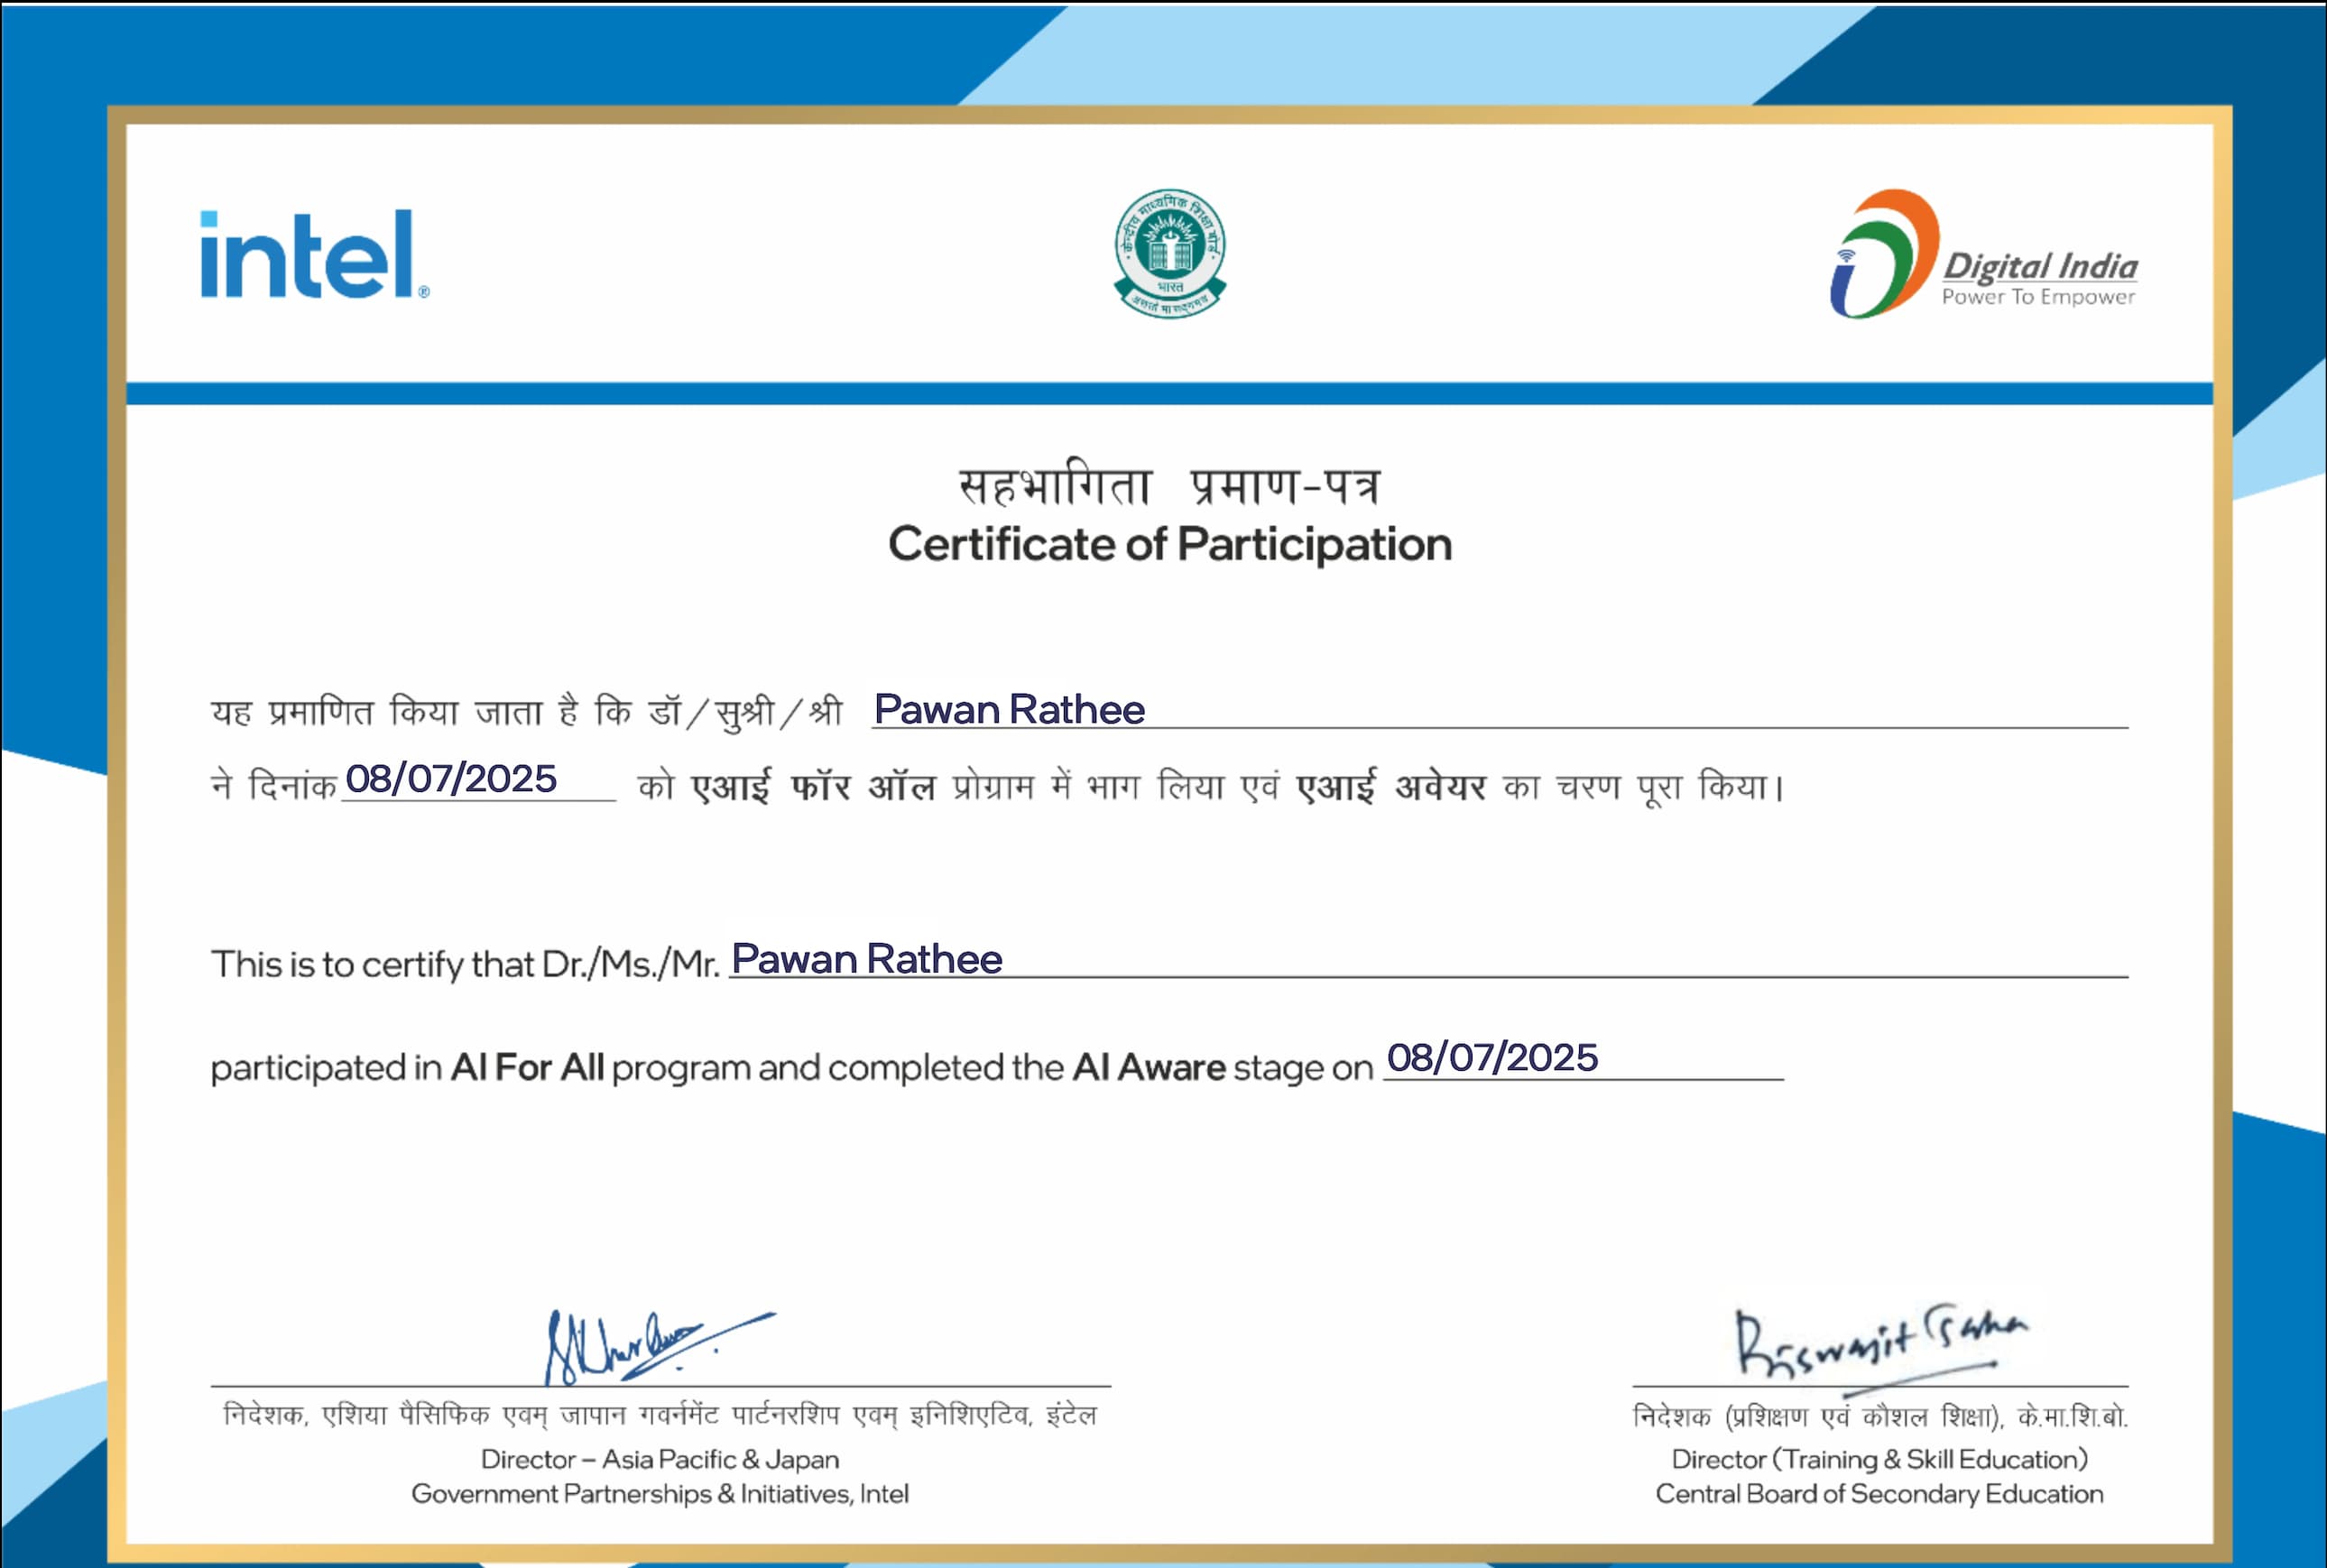 intel®
केन्द्रीय माध्यमिक शिक्षा बोर्ड
भारत
असतो मा सद्गमय
Digital India
Power To Empower
सहभागिता प्रमाण-पत्र
Certificate of Participation
यह प्रमाणित किया जाता है कि डॉ/सुश्री/श्री Pawan Rathee
ने दिनांक 08/07/2025 को एआई फॉर ऑल प्रोग्राम में भाग लिया एवं एआई अवेयर का चरण पूरा किया।
This is to certify that Dr./Ms./Mr. Pawan Rathee
participated in AI For All program and completed the AI Aware stage on 08/07/2025
Biswajit Saha
निदेशक, एशिया पैसिफिक एवम् जापान गवर्नमेंट पार्टनरशिप एवम् इनिशिएटिव, इंटेल
Director – Asia Pacific & Japan
Government Partnerships & Initiatives, Intel
निदेशक (प्रशिक्षण एवं कौशल शिक्षा), के.मा.शि.बो.
Director (Training & Skill Education)
Central Board of Secondary Education